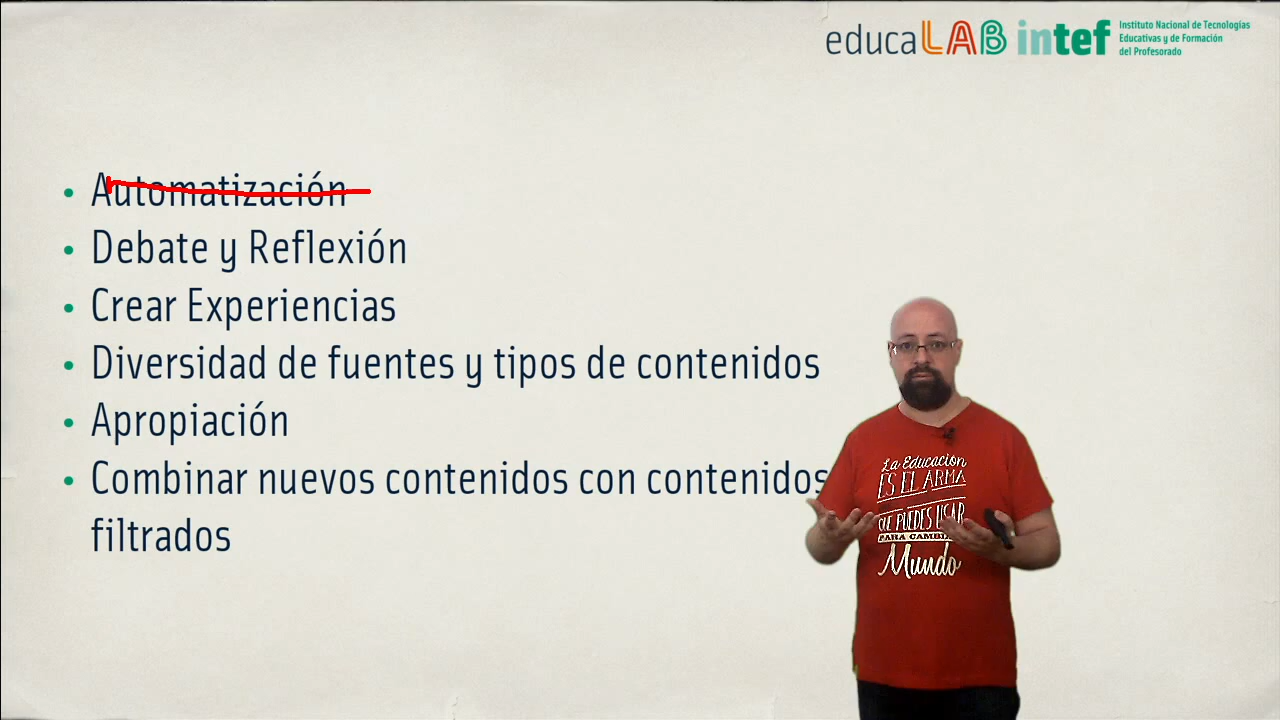 educaLAB intef Instituto Nacional de Tecnologías
Educativas y de Formación
del Profesorado
• Automatización
• Debate y Reflexión
• Crear Experiencias
• Diversidad de fuentes y tipos de contenidos
• Apropiación
• Combinar nuevos contenidos con contenidos
filtrados
La Educación
ES EL ARMA
QUE PUEDES USAR
PARA CAMBIAR
Mundo